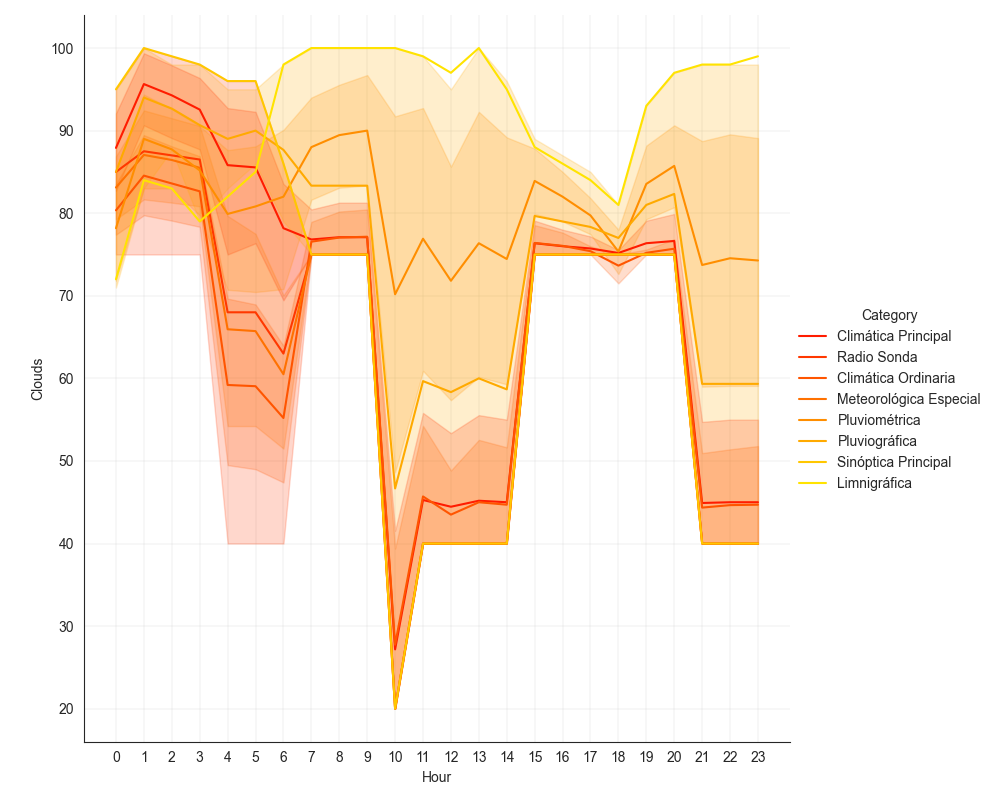 100
90
80
70
60
50
40
30
20
Clouds
0 1 2 3 4 5 6 7 8 9 10 11 12 13 14 15 16 17 18 19 20 21 22 23
Hour
Category
Climática Principal
Radio Sonda
Climática Ordinaria
Meteorológica Especial
Pluviométrica
Pluviográfica
Sinóptica Principal
Limnigráfica